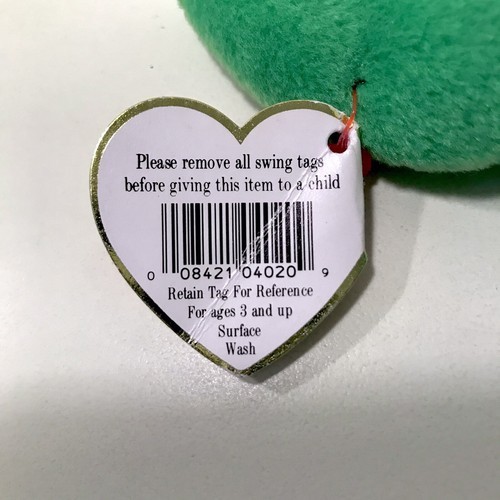 Please remove all swing tags
before giving this item to a child
0 08421 04020 9
Retain Tag For Reference
For ages 3 and up
Surface
Wash